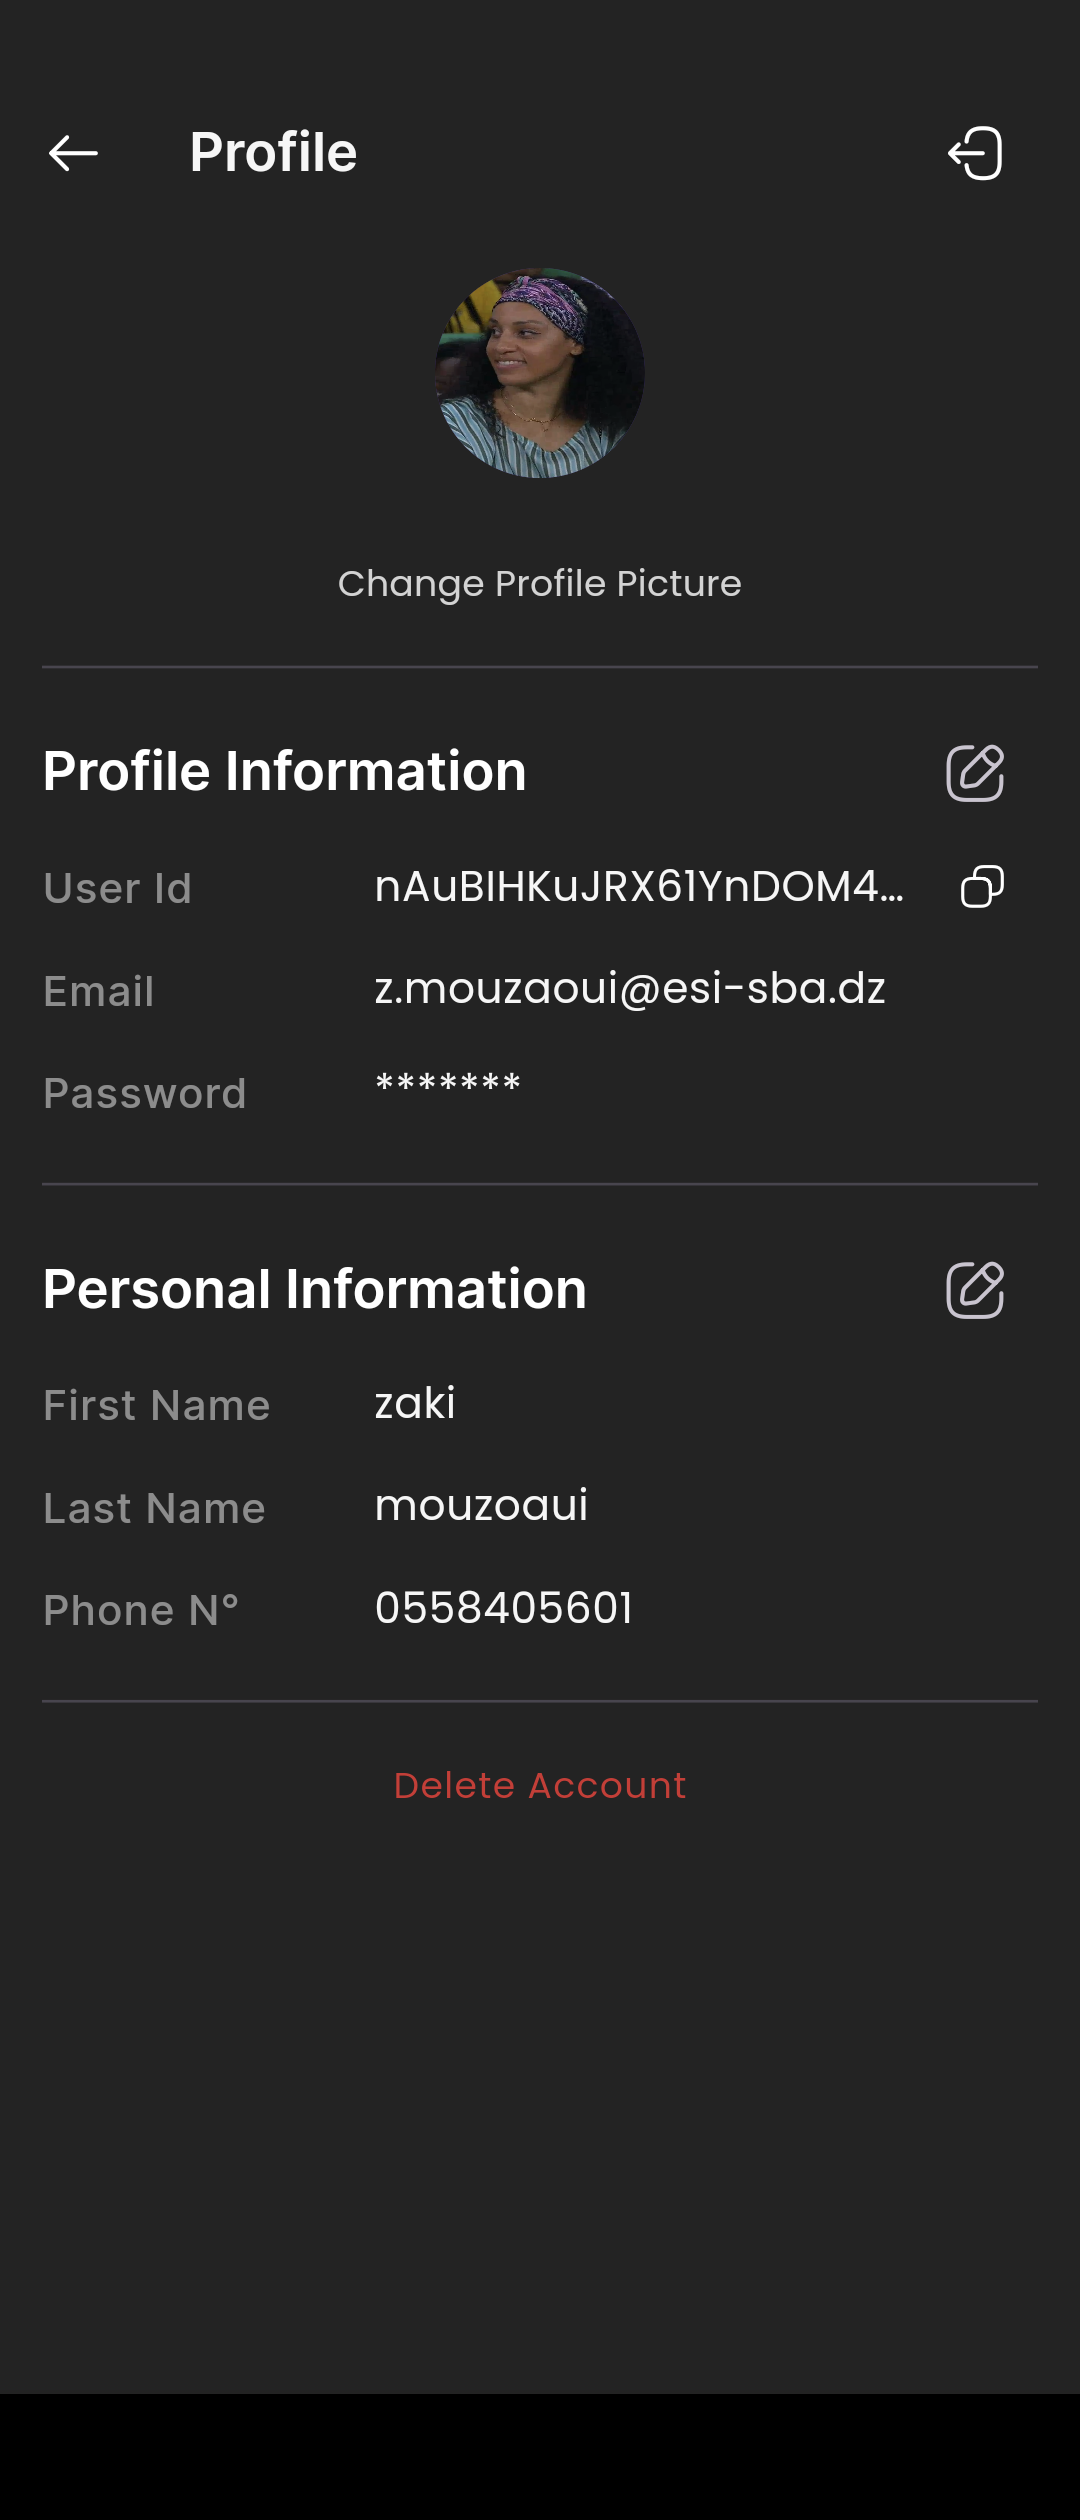 Profile
Change Profile Picture
Profile Information
User Id nAuBIHKuJRX61YnDOM4...
Email z.mouzaoui@esi-sba.dz
Password *******
Personal Information
First Name zaki
Last Name mouzoaui
Phone N° 0558405601
Delete Account